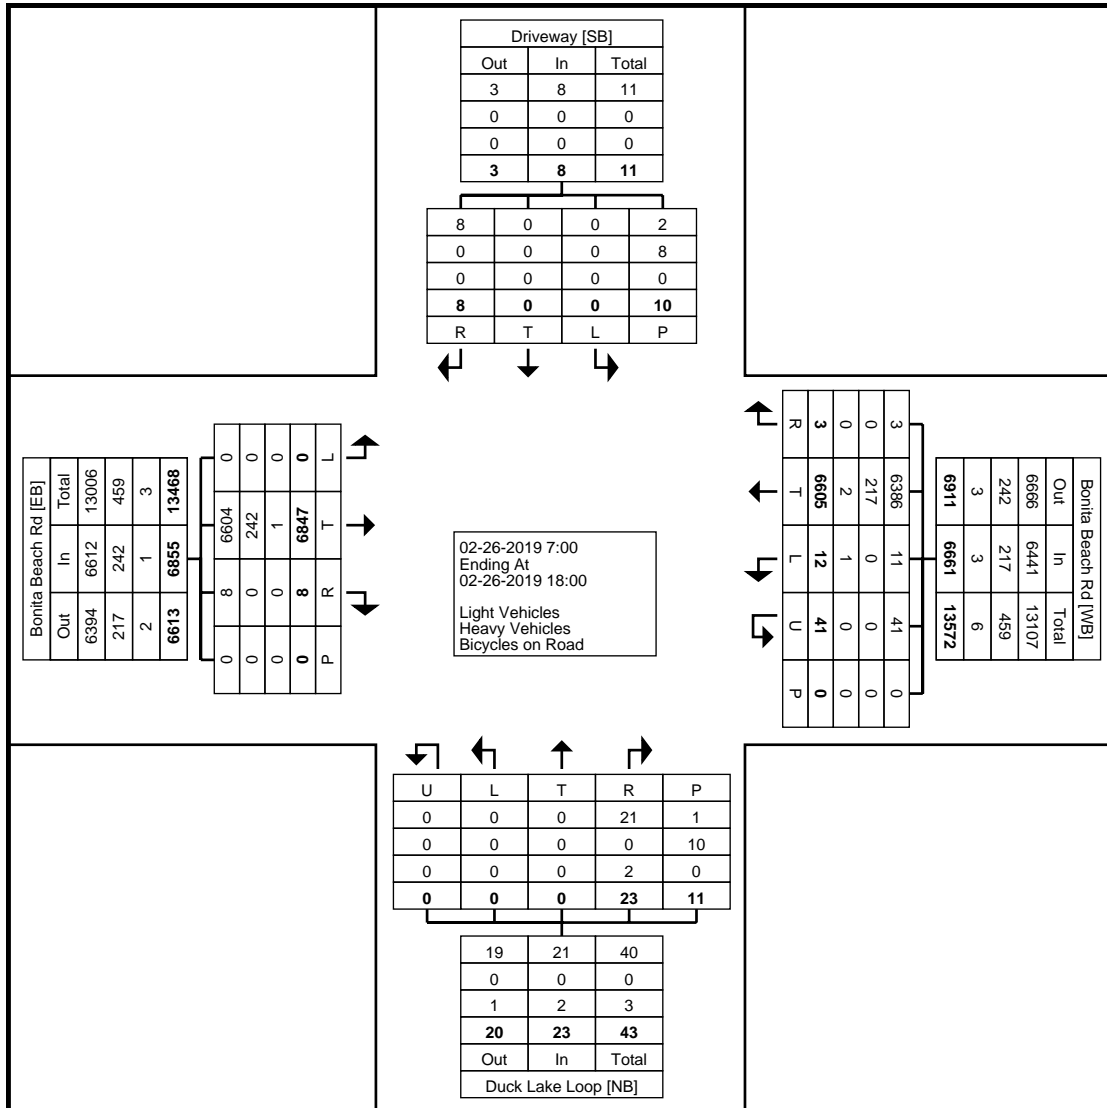 Driveway [SB]
Out In Total
3 8 11
0 0 0
0 0 0
3 8 11
8 0 0 2
0 0 0 8
0 0 0 0
8 0 0 10
R T L P
Bonita Beach Rd [EB]
Total In Out
13006 6612 6394
459 242 217
3 1 2
13468 6855 6613
0 6604 8 0
0 242 0 0
0 1 0 0
0 6847 8 0
L T R P
02-26-2019 7:00
Ending At
02-26-2019 18:00
Light Vehicles
Heavy Vehicles
Bicycles on Road
Bonita Beach Rd [WB]
Out In Total
6666 6441 13107
242 217 459
3 3 6
6911 6661 13572
3 6386 11 41 0
0 217 0 0 0
0 2 1 0 0
3 6605 12 41 0
R T L U P
U L T R P
0 0 0 21 1
0 0 0 0 10
0 0 0 2 0
0 0 0 23 11
19 21 40
0 0 0
1 2 3
20 23 43
Out In Total
Duck Lake Loop [NB]